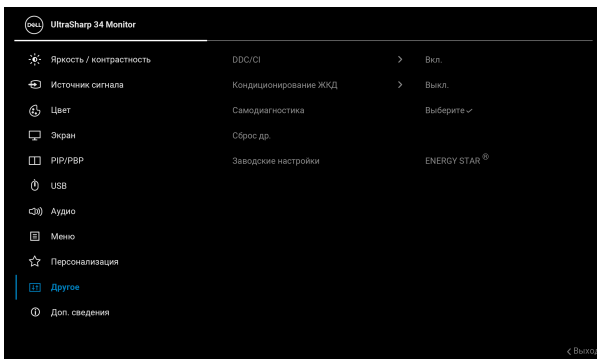 DELL UltraSharp 34 Monitor
Яркость / контрастность DDC/CI Вкл.
Источник сигнала Кондиционирование ЖКД Выкл.
Цвет Самодиагностика Выберите ✓
Экран Сброс др.
PIP/PBP Заводские настройки ENERGY STAR ®
USB
Аудио
Меню
Персонализация
Другое
Доп. сведения
Выход